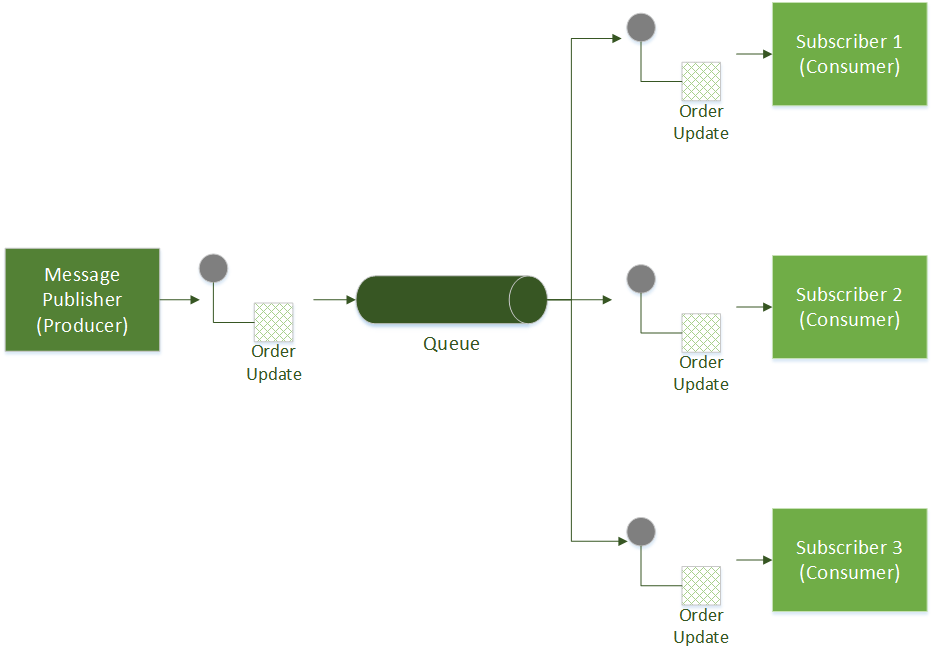 Message
Publisher
(Producer)
Order
Update
Queue
Order
Update
Subscriber 1
(Consumer)
Order
Update
Subscriber 2
(Consumer)
Order
Update
Subscriber 3
(Consumer)